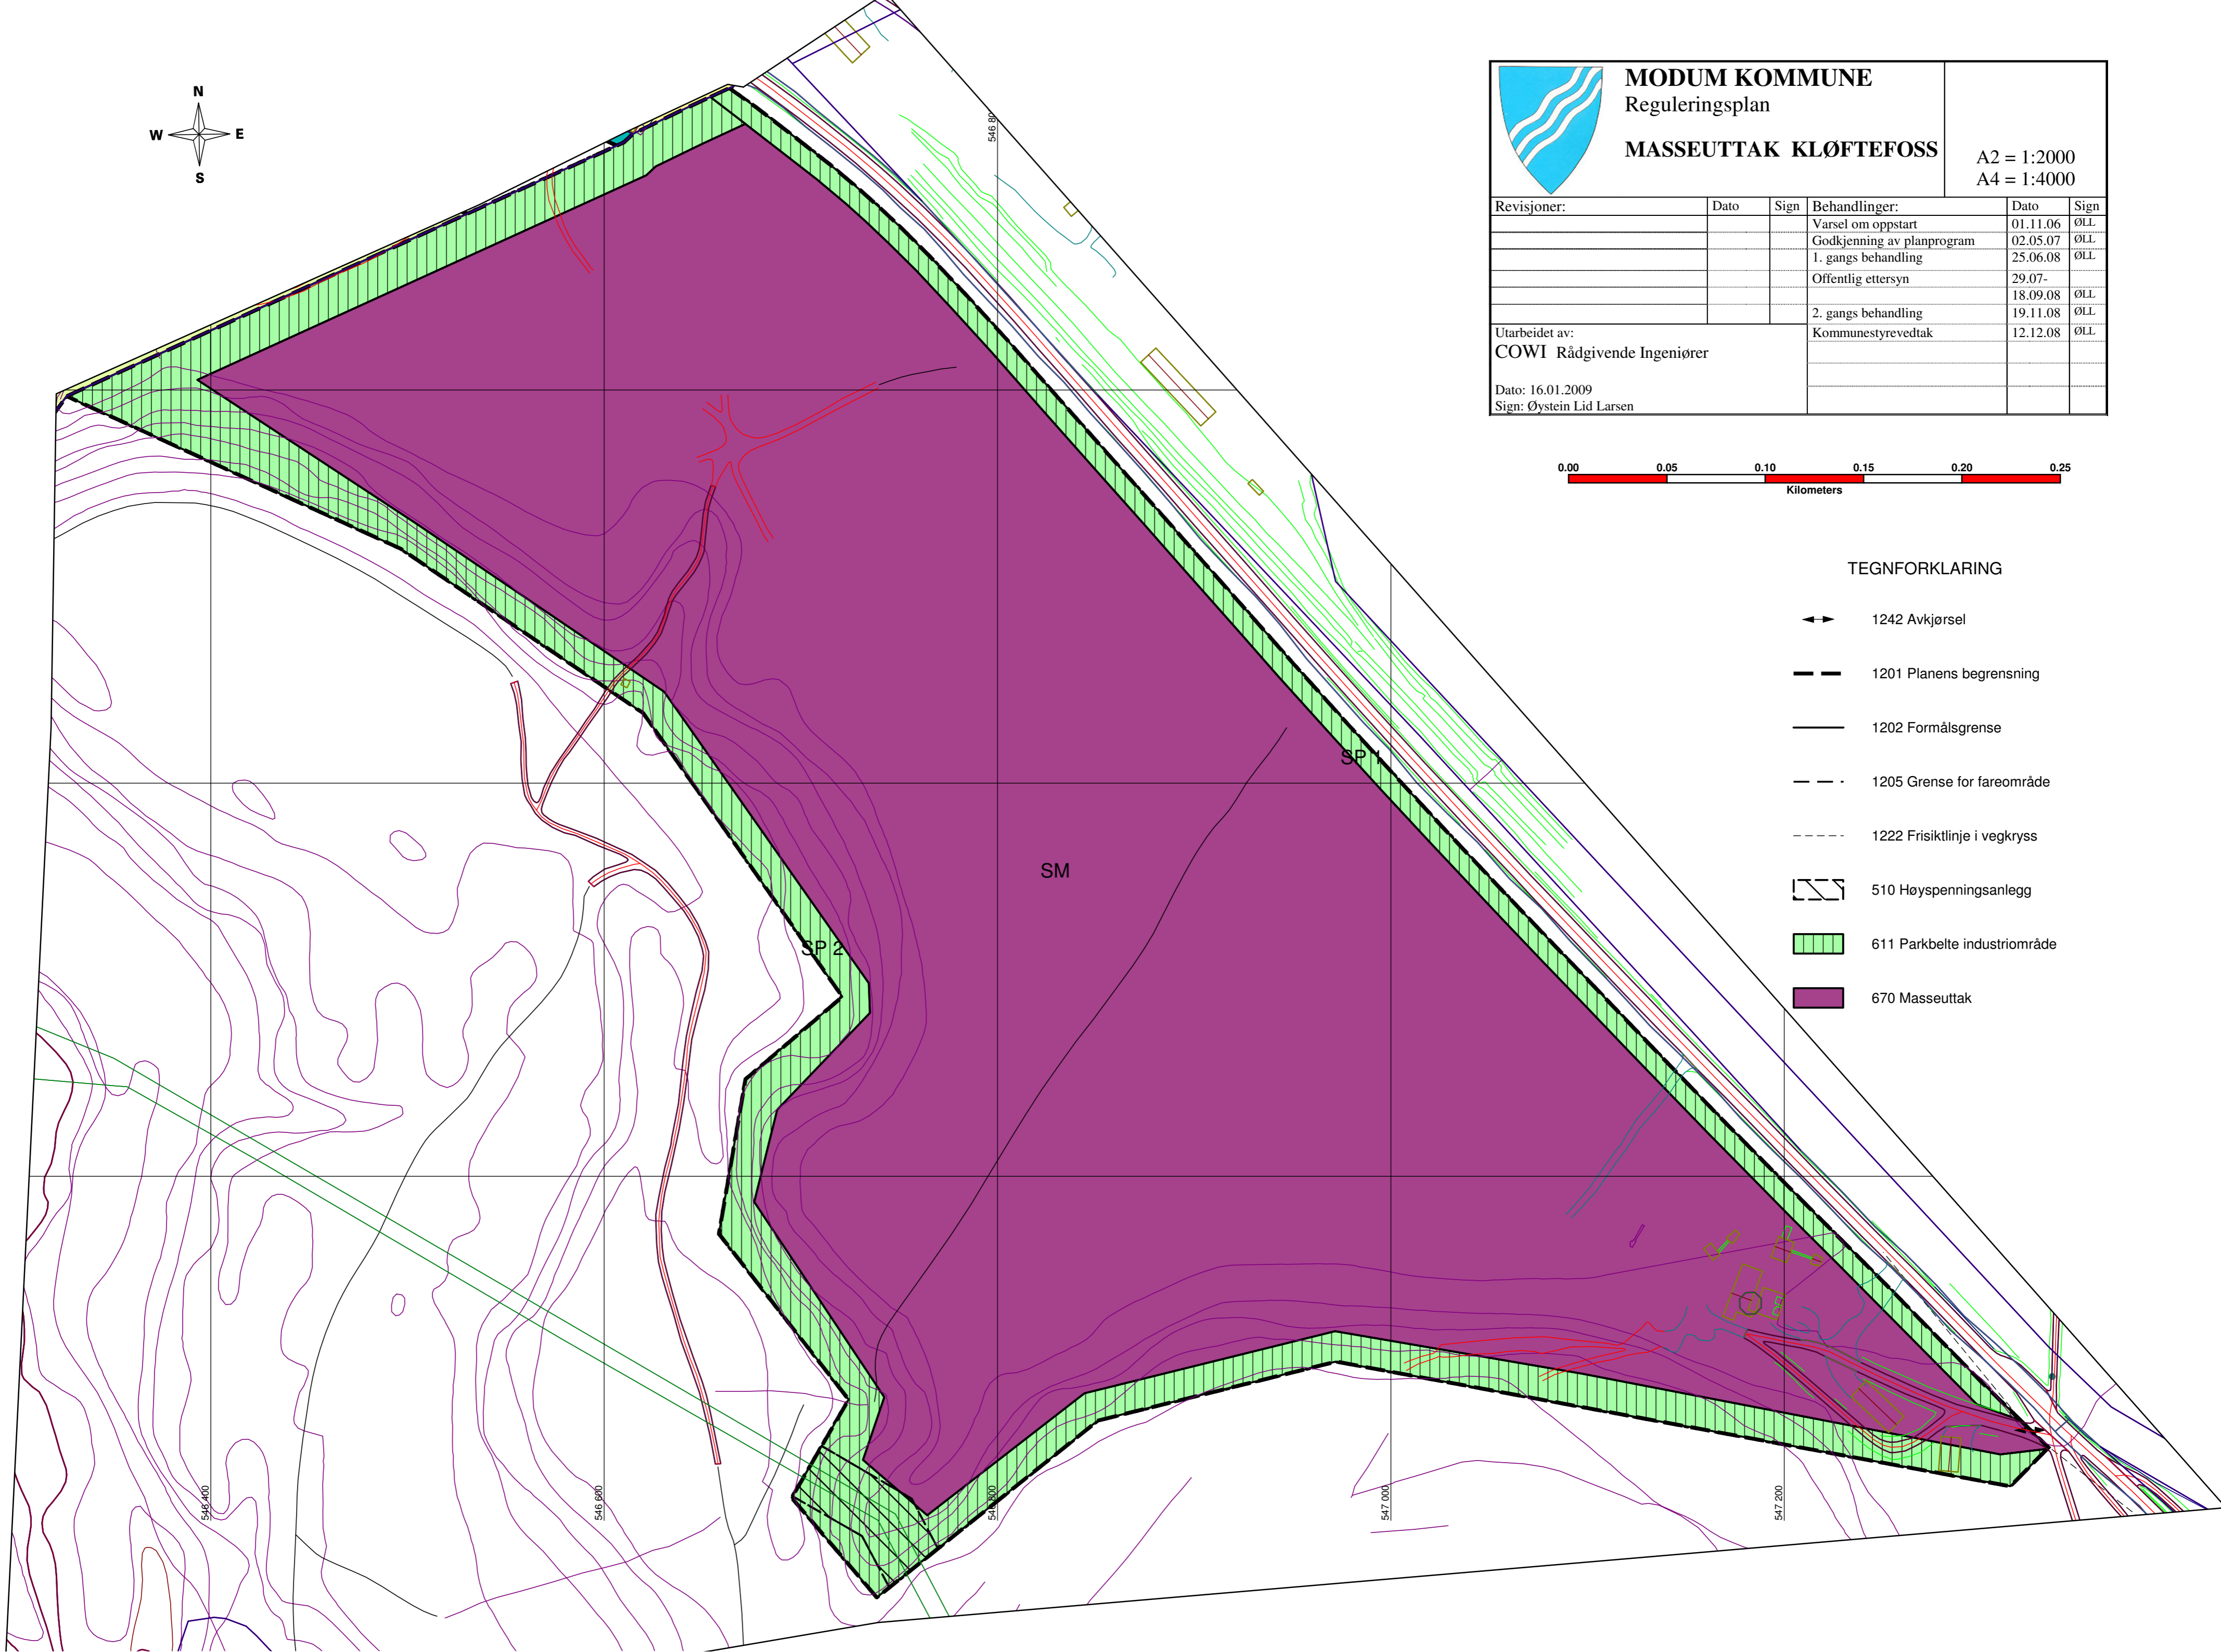 N
W E
S
MODUM KOMMUNE
Reguleringsplan
MASSEUTTAK KLØFTEFOSS
A2 = 1:2000
A4 = 1:4000
Revisjoner: Dato Sign Behandlinger: Dato Sign
Varsel om oppstart 01.11.06 ØLL
Godkjenning av planprogram 02.05.07 ØLL
1. gangs behandling 25.06.08 ØLL
Offentlig ettersyn 29.07-
18.09.08 ØLL
2. gangs behandling 19.11.08 ØLL
Utarbeidet av: Kommunestyrevedtak 12.12.08 ØLL
COWI Rådgivende Ingeniører
Dato: 16.01.2009
Sign: Øystein Lid Larsen
0.00 0.05 0.10 0.15 0.20 0.25
Kilometers
TEGNFORKLARING
1242 Avkjørsel
1201 Planens begrensning
1202 Formålsgrense
1205 Grense for fareområde
1222 Frisiktlinje i vegkryss
510 Høyspenningsanlegg
611 Parkbelte industriområde
670 Masseuttak
SP 1
SM
SP 2
546 400
546 600
546 800
547 000
547 200